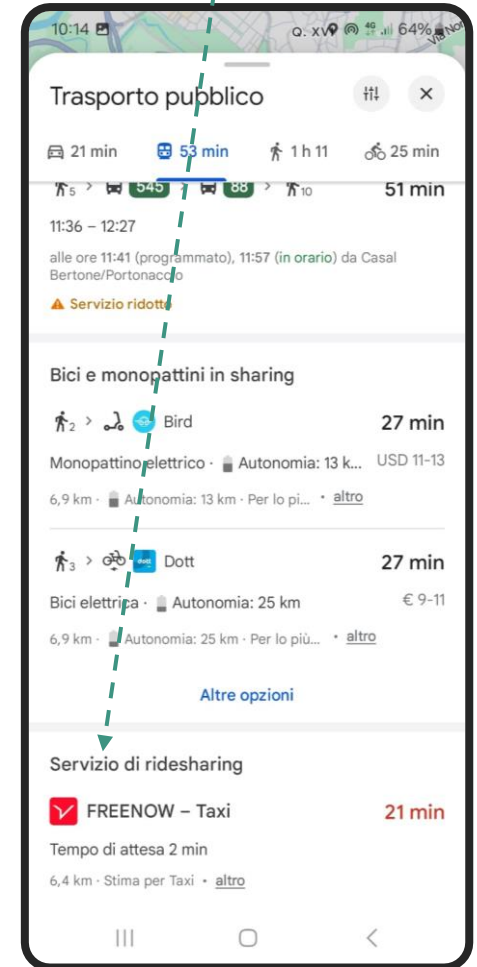 10:14 Q. XV 4G 64% Via No
Trasporto pubblico
21 min 53 min 1 h 11 25 min
5 > 545 > 88 > 10 51 min
11:36 – 12:27
alle ore 11:41 (programmato), 11:57 (in orario) da Casal
Bertone/Portonaccio
Servizio ridotto
Bici e monopattini in sharing
2 > Bird 27 min
Monopattino elettrico · Autonomia: 13 k... USD 11-13
6,9 km · Autonomia: 13 km · Per lo pi... • altro
3 > dott Dott 27 min
Bici elettrica · Autonomia: 25 km € 9-11
6,9 km · Autonomia: 25 km · Per lo più... • altro
Altre opzioni
Servizio di ridesharing
FREENOW – Taxi 21 min
Tempo di attesa 2 min
6,4 km · Stima per Taxi • altro